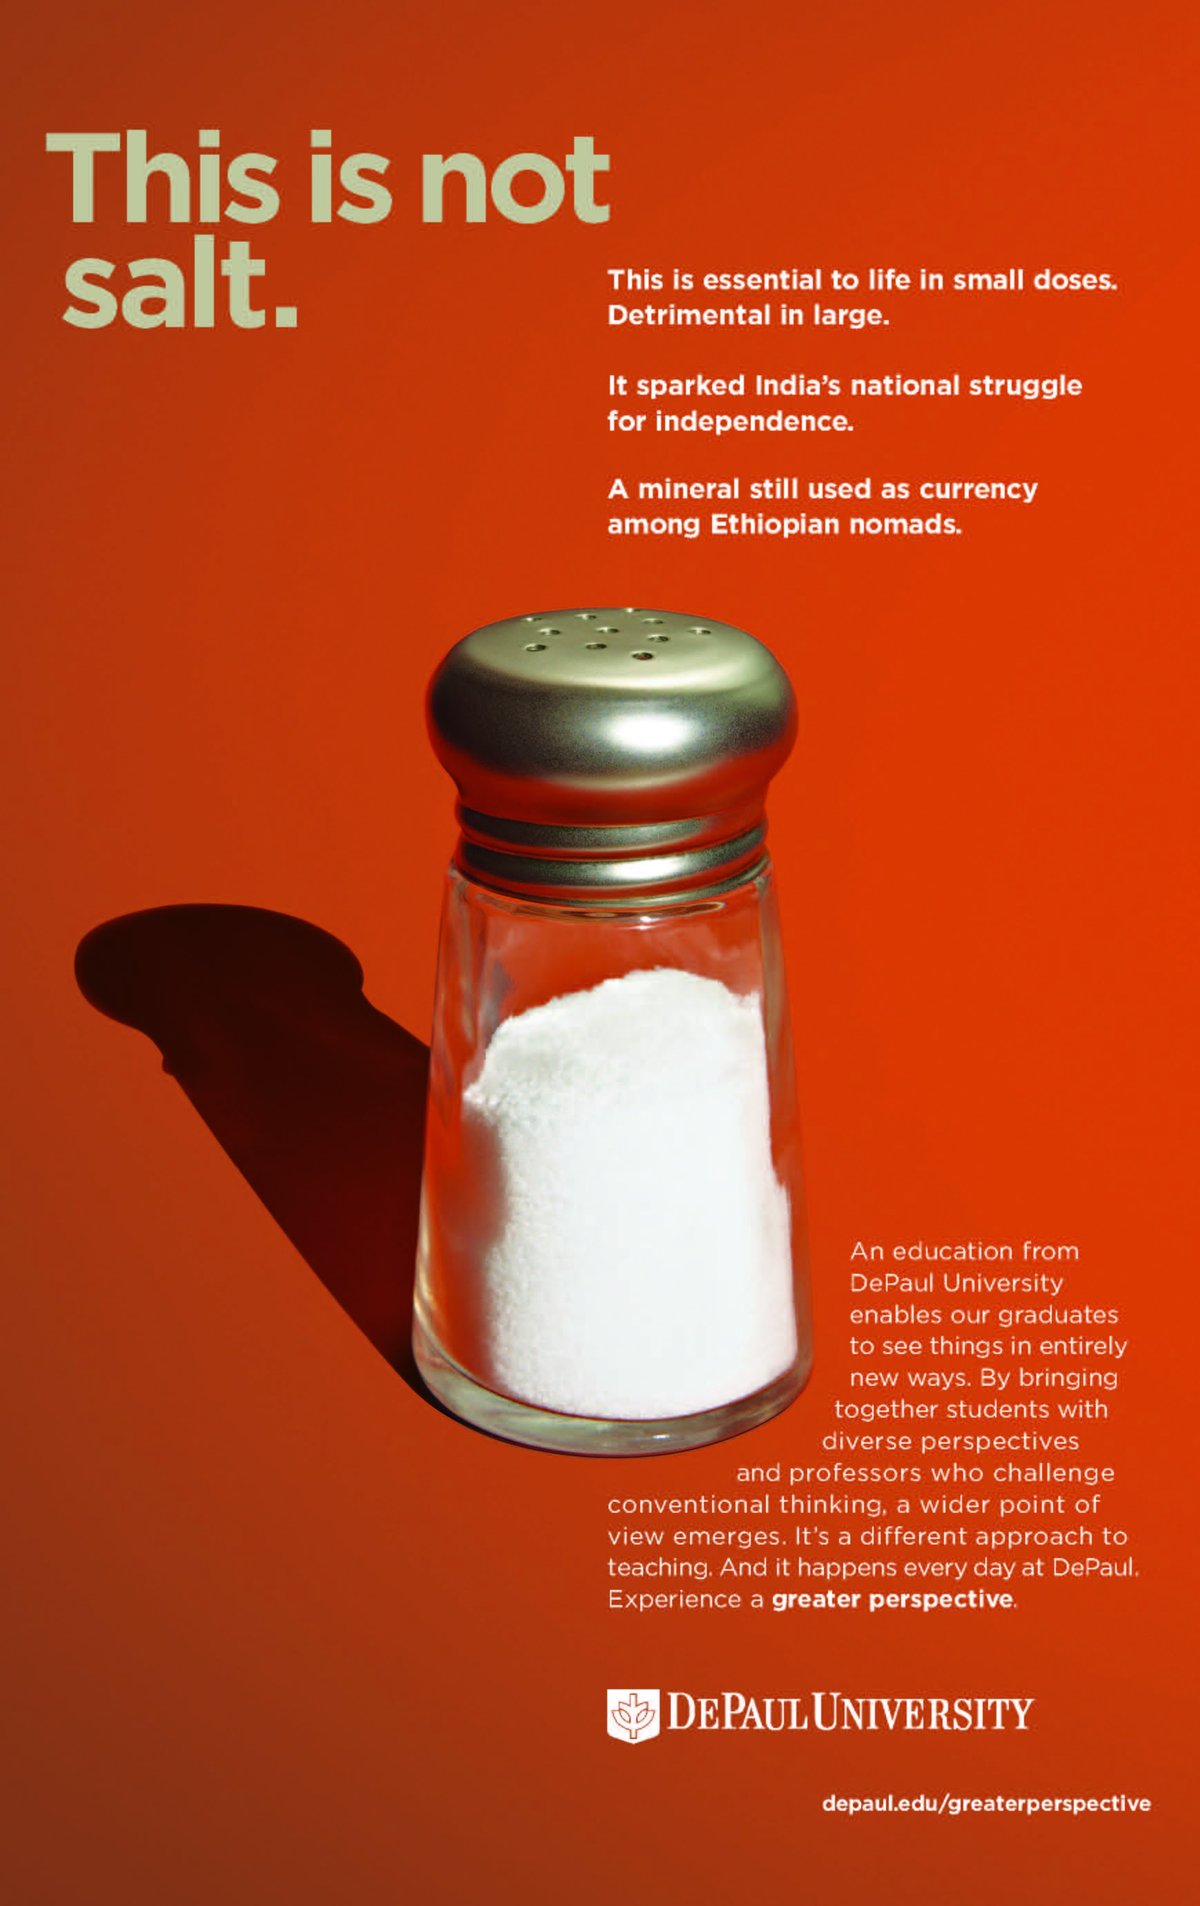 This is not
salt.
This is essential to life in small doses.
Detrimental in large.
It sparked India's national struggle
for independence.
A mineral still used as currency
among Ethiopian nomads.
An education from
DePaul University
enables our graduates
to see things in entirely
new ways. By bringing
together students with
diverse perspectives
and professors who challenge
conventional thinking, a wider point of
view emerges. It's a different approach to
teaching. And it happens every day at DePaul.
Experience a greater perspective.
DEPAUL UNIVERSITY
depaul.edu/greaterperspective